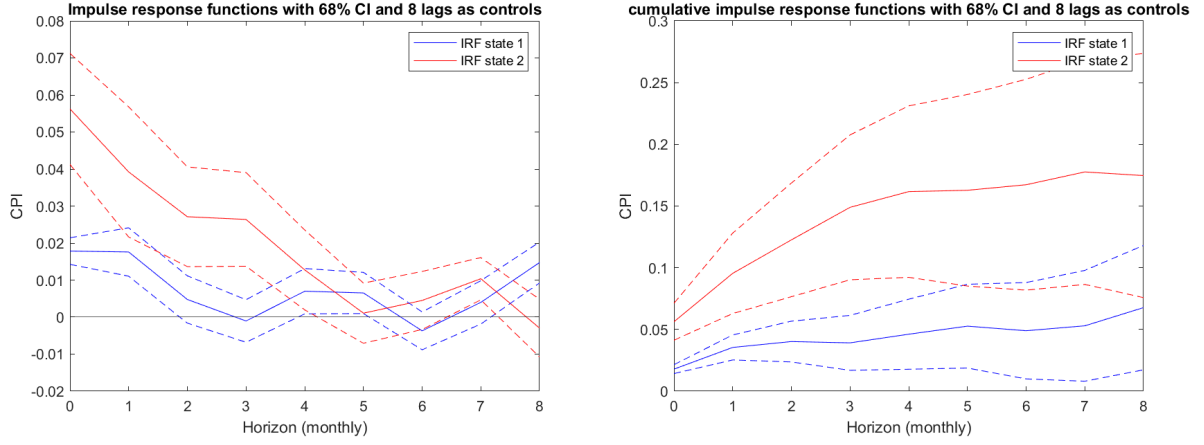 Impulse response functions with 68% CI and 8 lags as controls
0.08
0.07
0.06
0.05
0.04
0.03
0.02
0.01
0
-0.01
-0.02
CPI
IRF state 1
IRF state 2
0 1 2 3 4 5 6 7 8
Horizon (monthly)
cumulative impulse response functions with 68% CI and 8 lags as controls
0.3
0.25
0.2
0.15
0.1
0.05
0
CPI
IRF state 1
IRF state 2
0 1 2 3 4 5 6 7 8
Horizon (monthly)